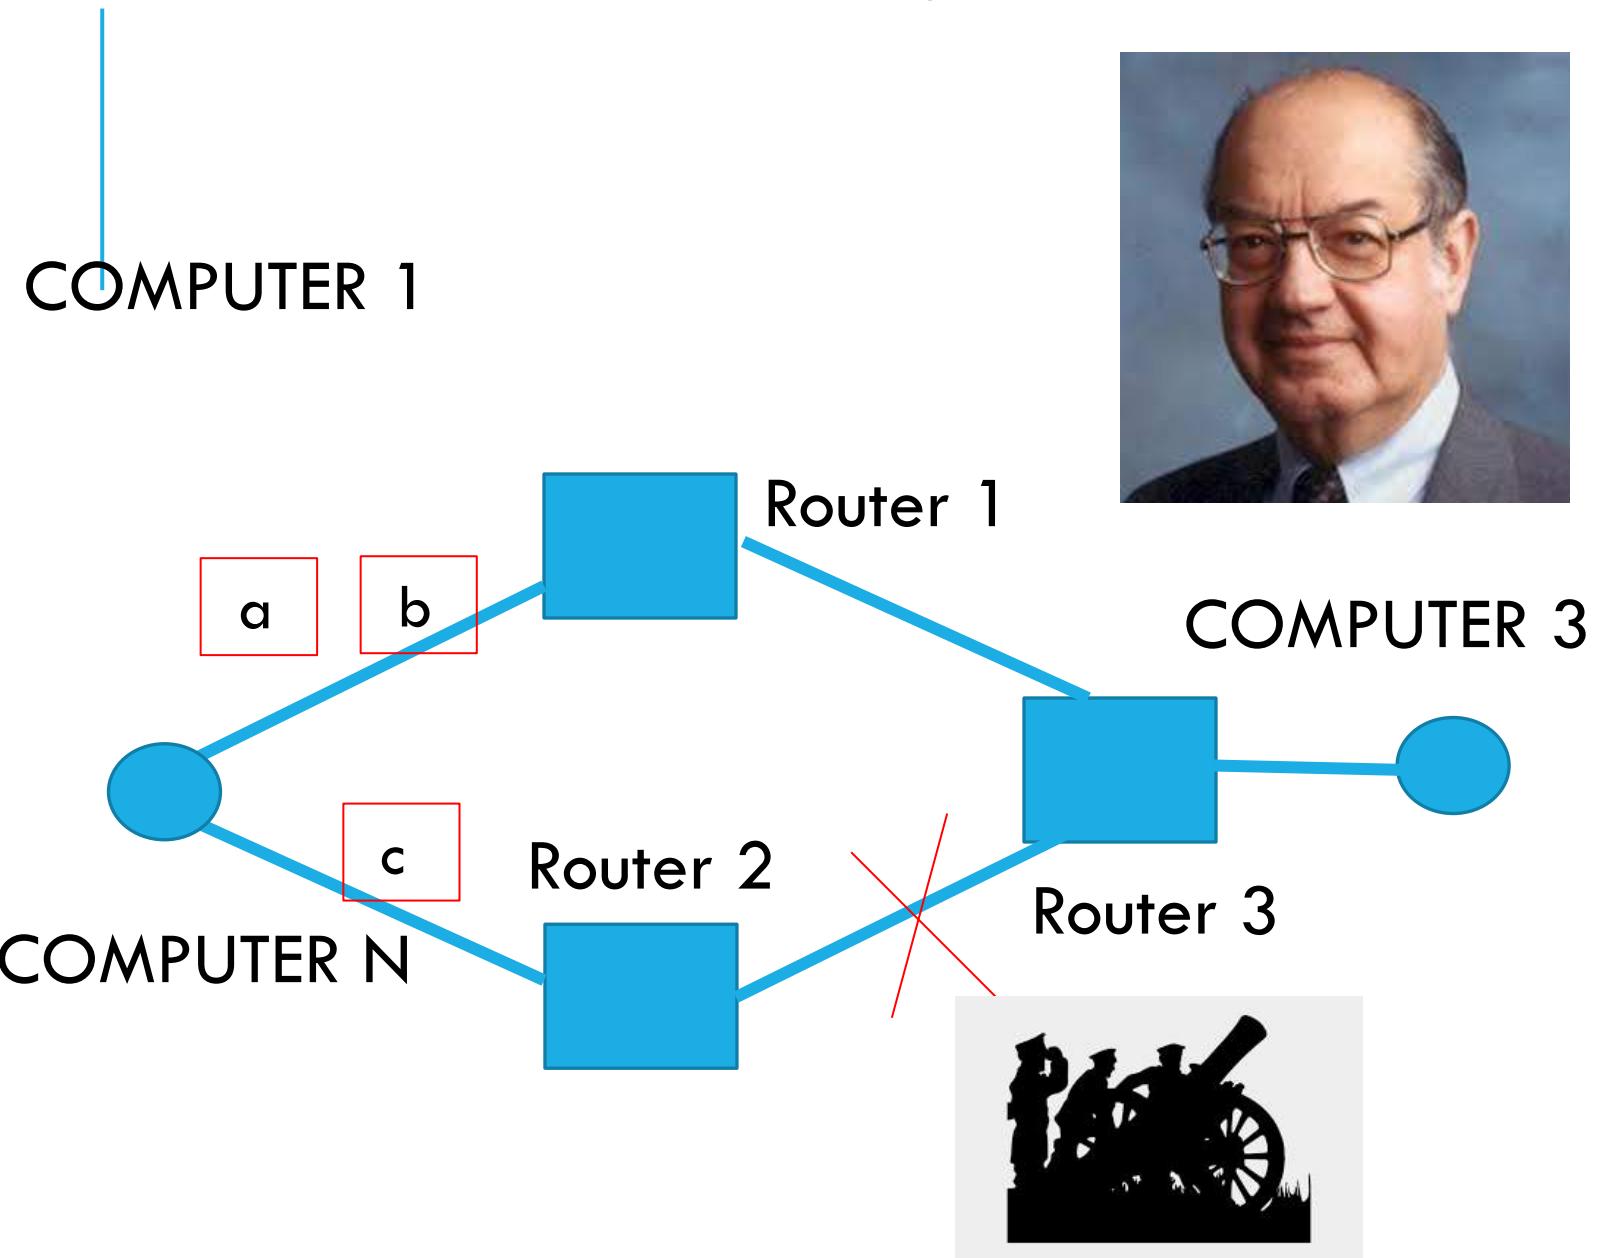 COMPUTER 1
Router 1
a
b
COMPUTER 3
c
Router 2
Router 3
COMPUTER N